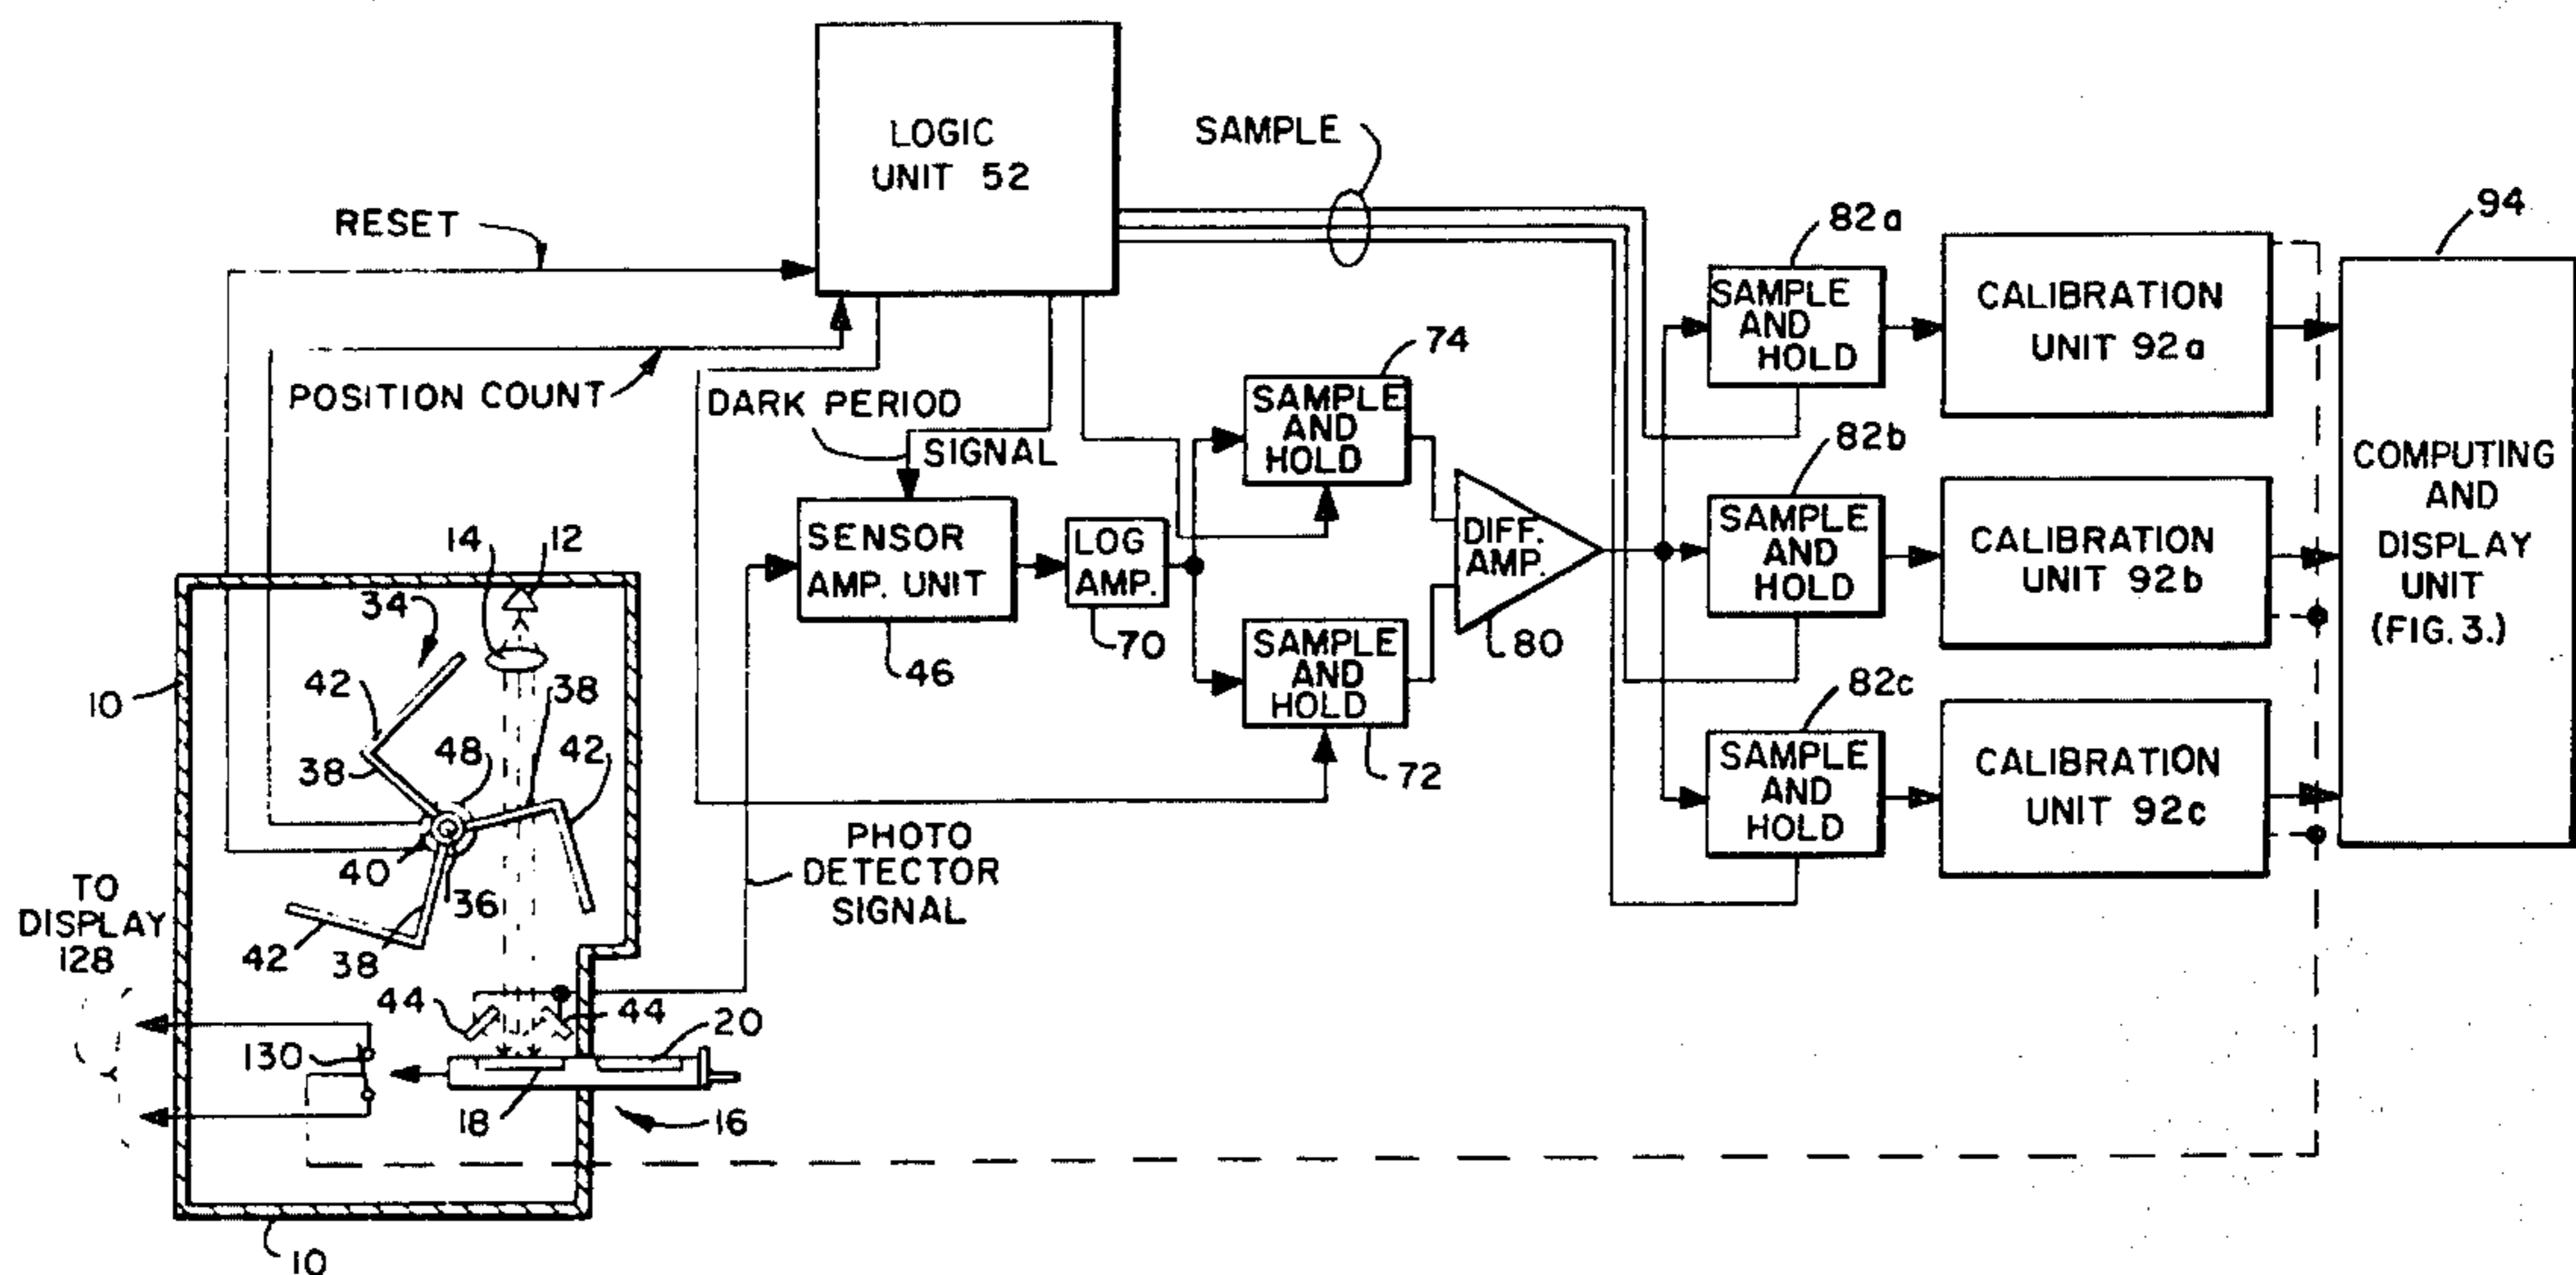 LOGIC
UNIT 52
SAMPLE
RESET
POSITION COUNT
DARK PERIOD
SIGNAL
82a
SAMPLE
AND
HOLD
CALIBRATION
UNIT 92a
94
74
SAMPLE
AND
HOLD
82b
SAMPLE
AND
HOLD
CALIBRATION
UNIT 92b
COMPUTING
AND
DISPLAY
UNIT
(FIG. 3.)
SENSOR
AMP. UNIT
46
LOG
AMP.
70
DIFF.
AMP.
80
SAMPLE
AND
HOLD
72
82c
SAMPLE
AND
HOLD
CALIBRATION
UNIT 92c
14
12
34
10
42
38
38
48
42
40
36
42
38
PHOTO
DETECTOR
SIGNAL
TO
DISPLAY
128
44
44
20
130
18
16
10